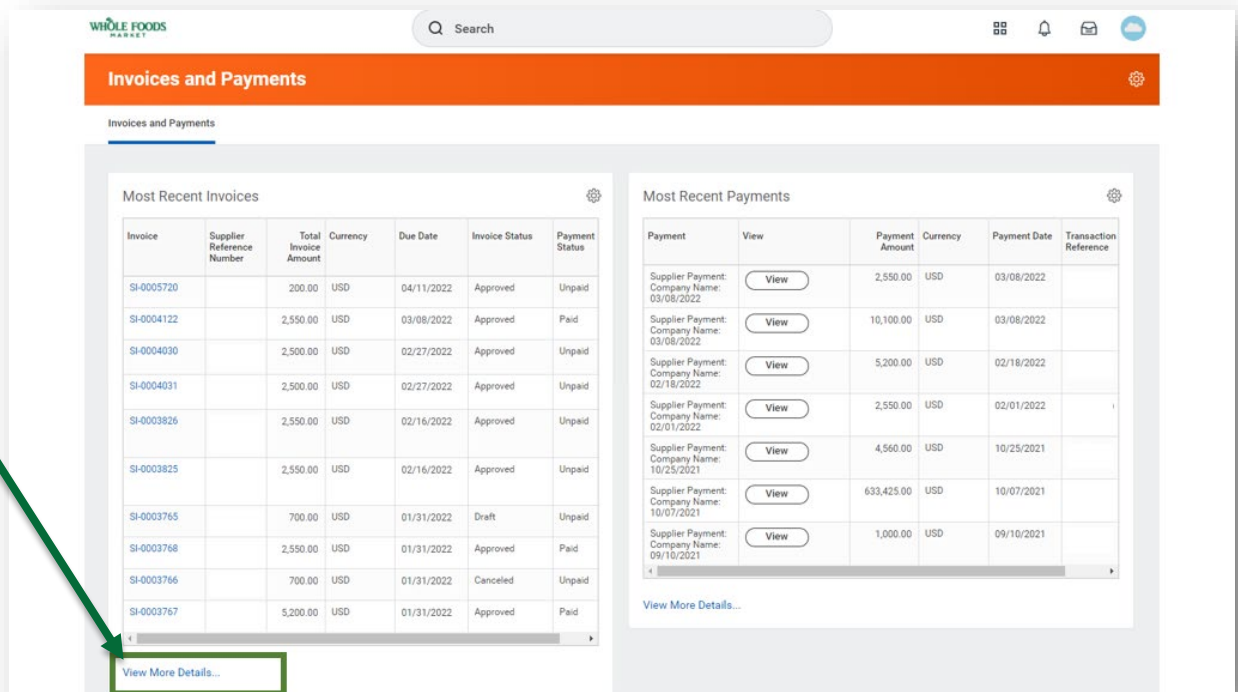 WHOLE FOODS
MARKET
Search
Invoices and Payments
Invoices and Payments
Most Recent Invoices
Invoice Supplier Reference Number Total Invoice Amount Currency Due Date Invoice Status Payment Status
SI-0005720 200.00 USD 04/11/2022 Approved Unpaid
SI-0004122 2,550.00 USD 03/08/2022 Approved Paid
SI-0004030 2,500.00 USD 02/27/2022 Approved Unpaid
SI-0004031 2,500.00 USD 02/27/2022 Approved Unpaid
SI-0003826 2,550.00 USD 02/16/2022 Approved Unpaid
SI-0003825 2,550.00 USD 02/16/2022 Approved Unpaid
SI-0003765 700.00 USD 01/31/2022 Draft Unpaid
SI-0003768 2,550.00 USD 01/31/2022 Approved Paid
SI-0003766 700.00 USD 01/31/2022 Canceled Unpaid
SI-0003767 5,200.00 USD 01/31/2022 Approved Paid
View More Details...
Most Recent Payments
Payment View Payment Amount Currency Payment Date Transaction Reference
Supplier Payment: Company Name: 03/08/2022 View 2,550.00 USD 03/08/2022
Supplier Payment: Company Name: 03/08/2022 View 10,100.00 USD 03/08/2022
Supplier Payment: Company Name: 02/18/2022 View 5,200.00 USD 02/18/2022
Supplier Payment: Company Name: 02/01/2022 View 2,550.00 USD 02/01/2022
Supplier Payment: Company Name: 10/25/2021 View 4,560.00 USD 10/25/2021
Supplier Payment: Company Name: 10/07/2021 View 633,425.00 USD 10/07/2021
Supplier Payment: Company Name: 09/10/2021 View 1,000.00 USD 09/10/2021
View More Details...